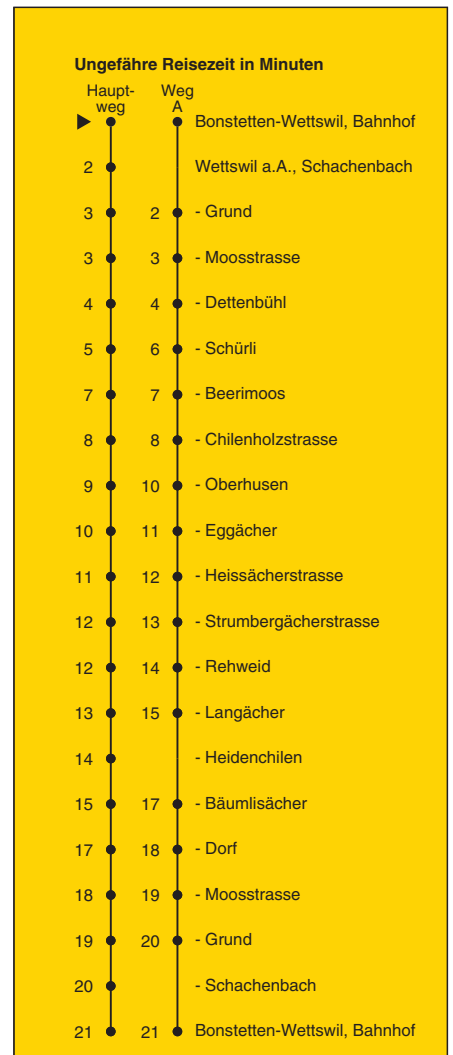 Ungefähre Reisezeit in Minuten
Haupt- Weg
weg A
Bonstetten-Wettswil, Bahnhof
2 Wettswil a.A., Schachenbach
3 2 - Grund
3 3 - Moosstrasse
4 4 - Dettenbühl
5 6 - Schürli
7 7 - Beerimoos
8 8 - Chilenholzstrasse
9 10 - Oberhusen
10 11 - Eggächer
11 12 - Heissächerstrasse
12 13 - Strumbergächerstrasse
12 14 - Rehweid
13 15 - Langächer
14 - Heidenchilen
15 17 - Bäumlisächer
17 18 - Dorf
18 19 - Moosstrasse
19 20 - Grund
20 - Schachenbach
21 21 Bonstetten-Wettswil, Bahnhof